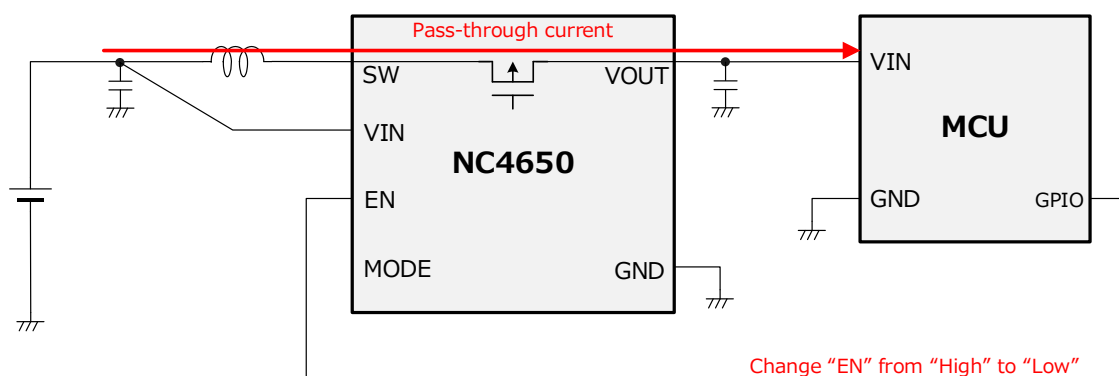 Pass-through current
SW
VOUT
VIN
VIN
MCU
NC4650
EN
GND
GPIO
MODE
GND
Change “EN” from “High” to “Low”